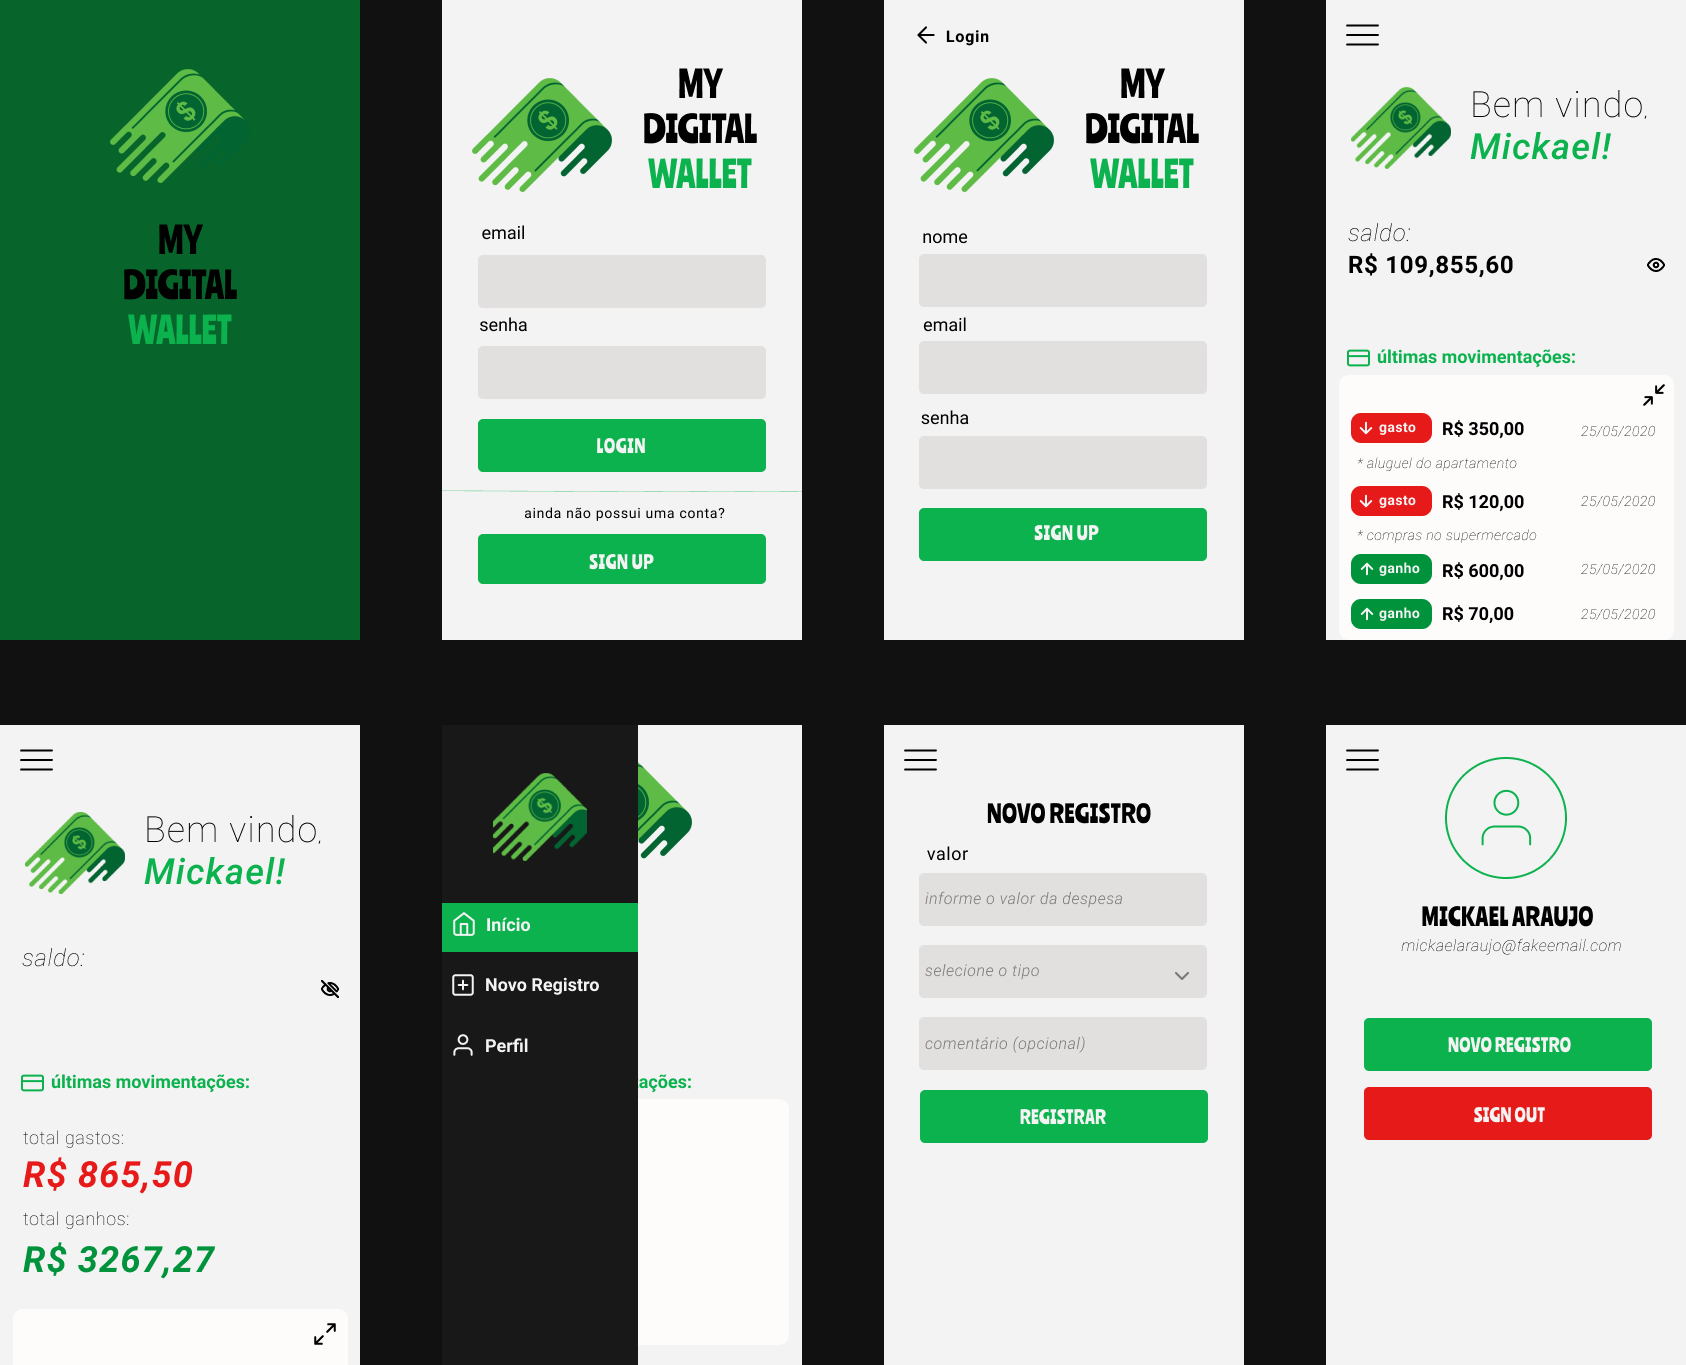 MY
DIGITAL
WALLET
MY
DIGITAL
WALLET
email
senha
LOGIN
ainda não possui uma conta?
SIGN UP
Login
MY
DIGITAL
WALLET
nome
email
senha
SIGN UP
Bem vindo,
Mickael!
saldo:
R$ 109,855,60
últimas movimentações:
gasto R$ 350,00 25/05/2020
* aluguel do apartamento
gasto R$ 120,00 25/05/2020
* compras no supermercado
ganho R$ 600,00 25/05/2020
ganho R$ 70,00 25/05/2020
Bem vindo,
Mickael!
saldo:
últimas movimentações:
total gastos:
R$ 865,50
total ganhos:
R$ 3267,27
Início
Novo Registro
Perfil
ações:
NOVO REGISTRO
valor
informe o valor da despesa
selecione o tipo
comentário (opcional)
REGISTRAR
MICKAEL ARAUJO
mickaelaraujo@fakeemail.com
NOVO REGISTRO
SIGN OUT